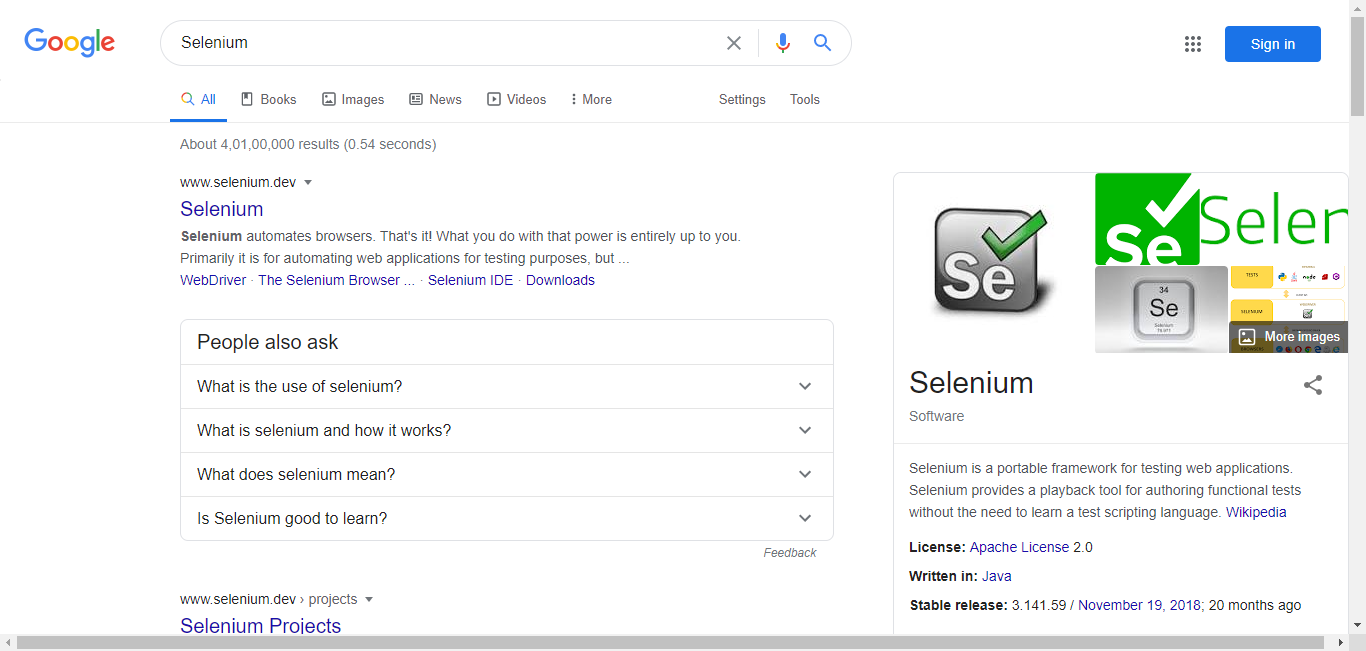 Google
Selenium
Sign in
All
Books
Images
News
Videos
More
Settings
Tools
About 4,01,00,000 results (0.54 seconds)
www.selenium.dev
Selenium
Selenium automates browsers. That's it! What you do with that power is entirely up to you.
Primarily it is for automating web applications for testing purposes, but ...
WebDriver · The Selenium Browser ... · Selenium IDE · Downloads
People also ask
What is the use of selenium?
What is selenium and how it works?
What does selenium mean?
Is Selenium good to learn?
Feedback
www.selenium.dev › projects
Selenium Projects
Se
Se
Selen
34
Se
Selenium
TESTS
node
SELENIUM
More images
Selenium
Software
Selenium is a portable framework for testing web applications.
Selenium provides a playback tool for authoring functional tests
without the need to learn a test scripting language. Wikipedia
License: Apache License 2.0
Written in: Java
Stable release: 3.141.59 / November 19, 2018; 20 months ago